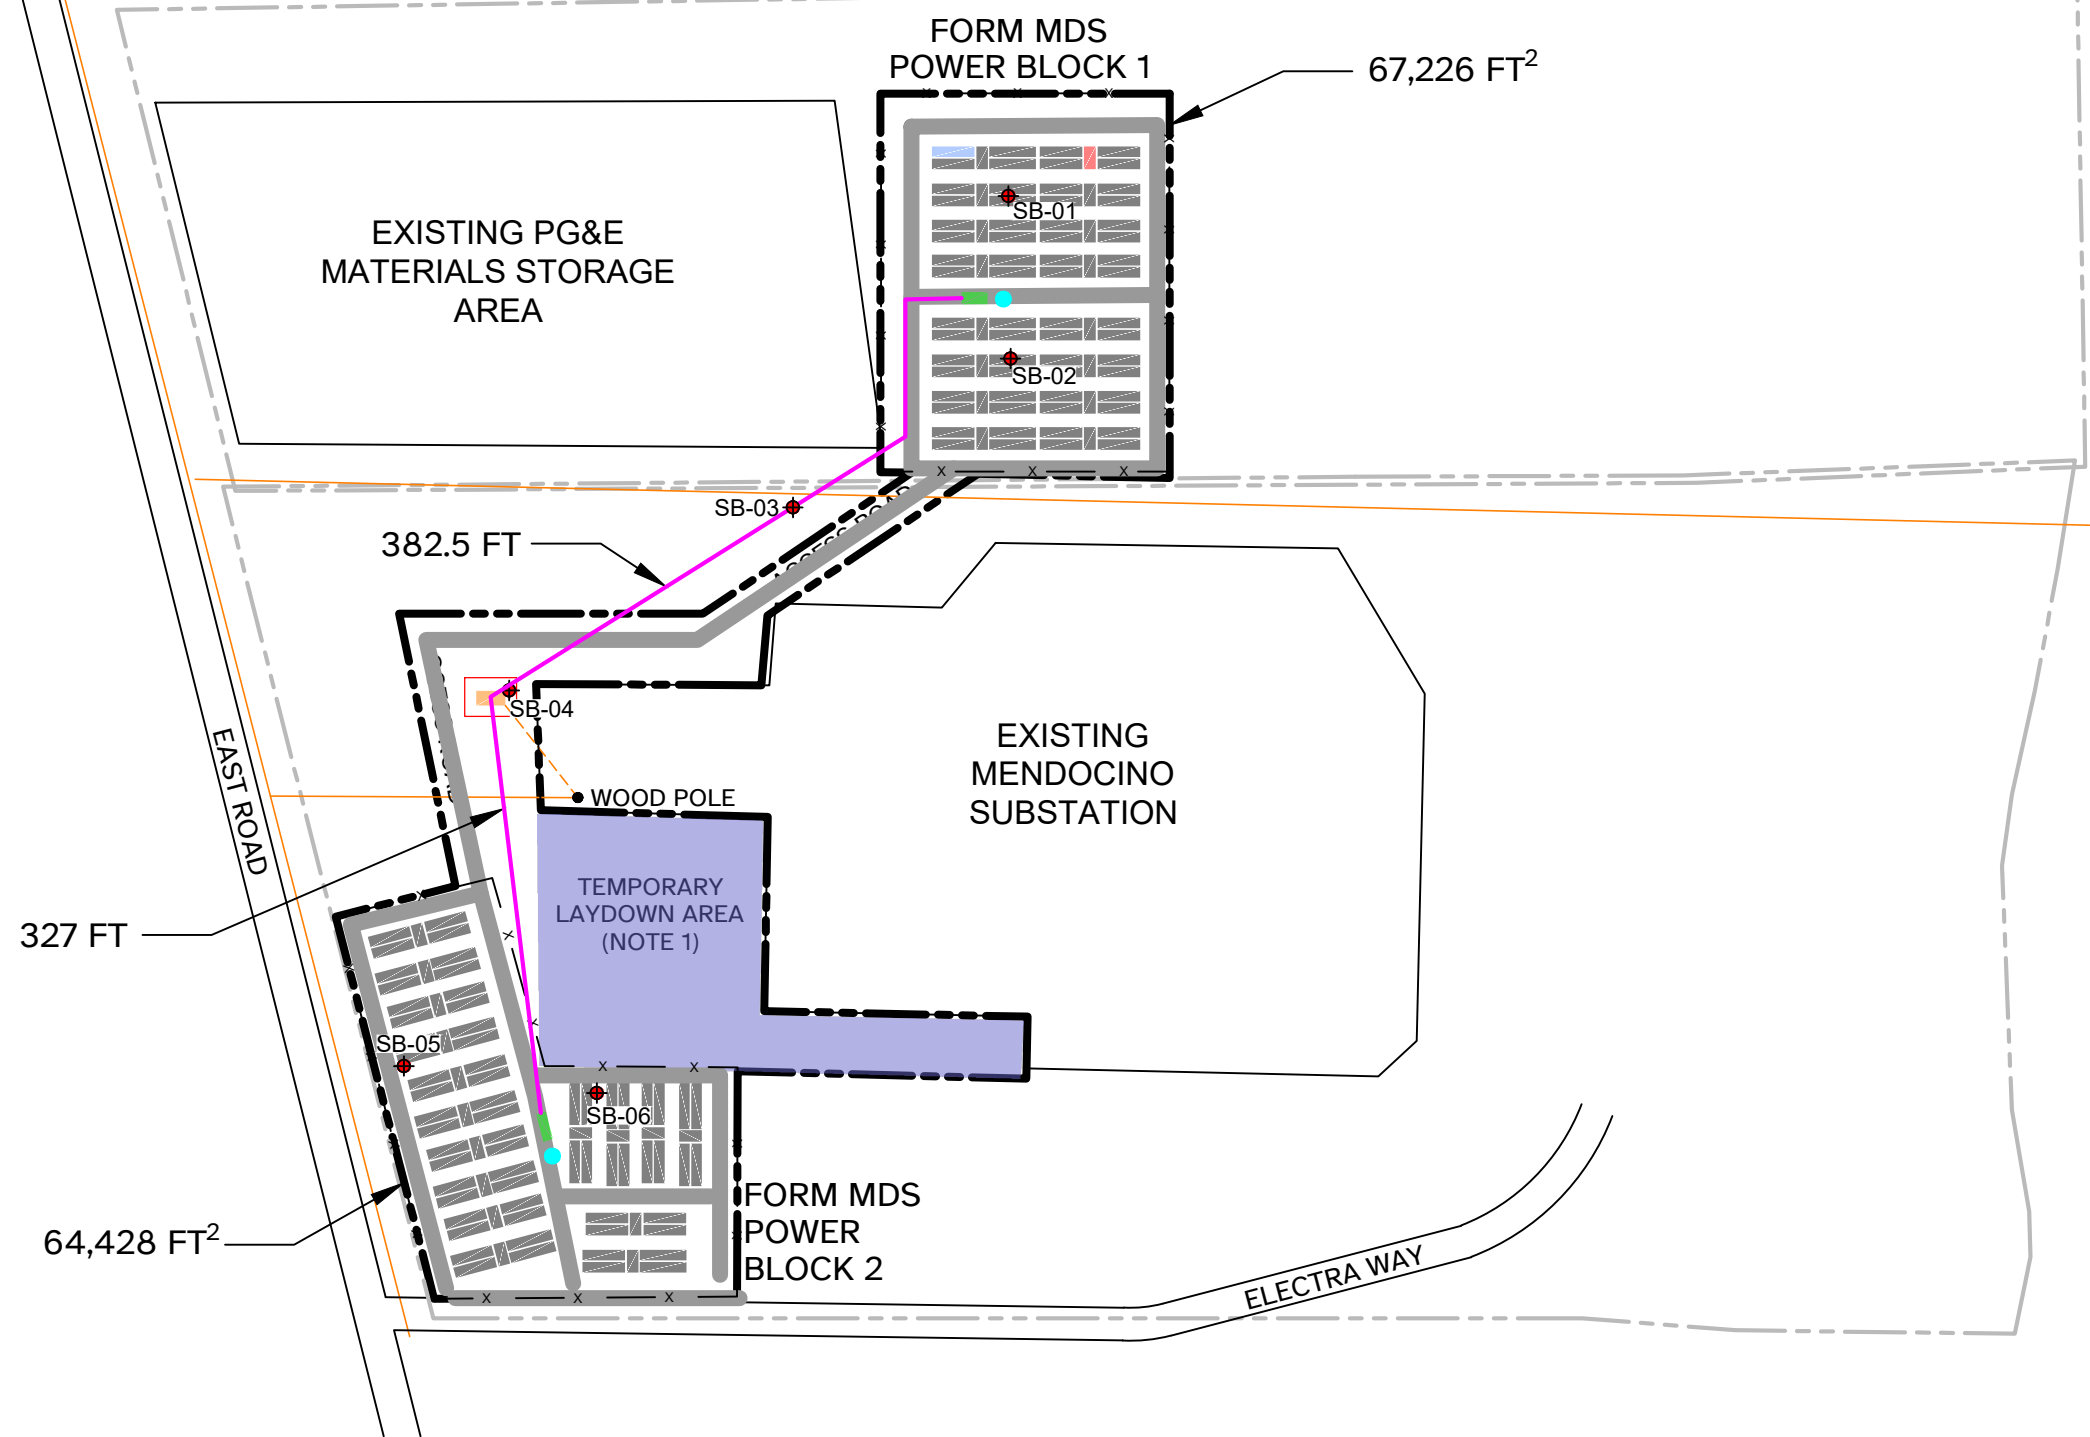 FORM MDS
POWER BLOCK 1
67,226 FT²
EXISTING PG&E
MATERIALS STORAGE
AREA
SB-01
SB-02
SB-03
382.5 FT
SB-04
WOOD POLE
EXISTING
MENDOCINO
SUBSTATION
EAST ROAD
TEMPORARY
LAYDOWN AREA
(NOTE 1)
327 FT
SB-05
SB-06
FORM MDS
POWER
BLOCK 2
64,428 FT²
ELECTRA WAY